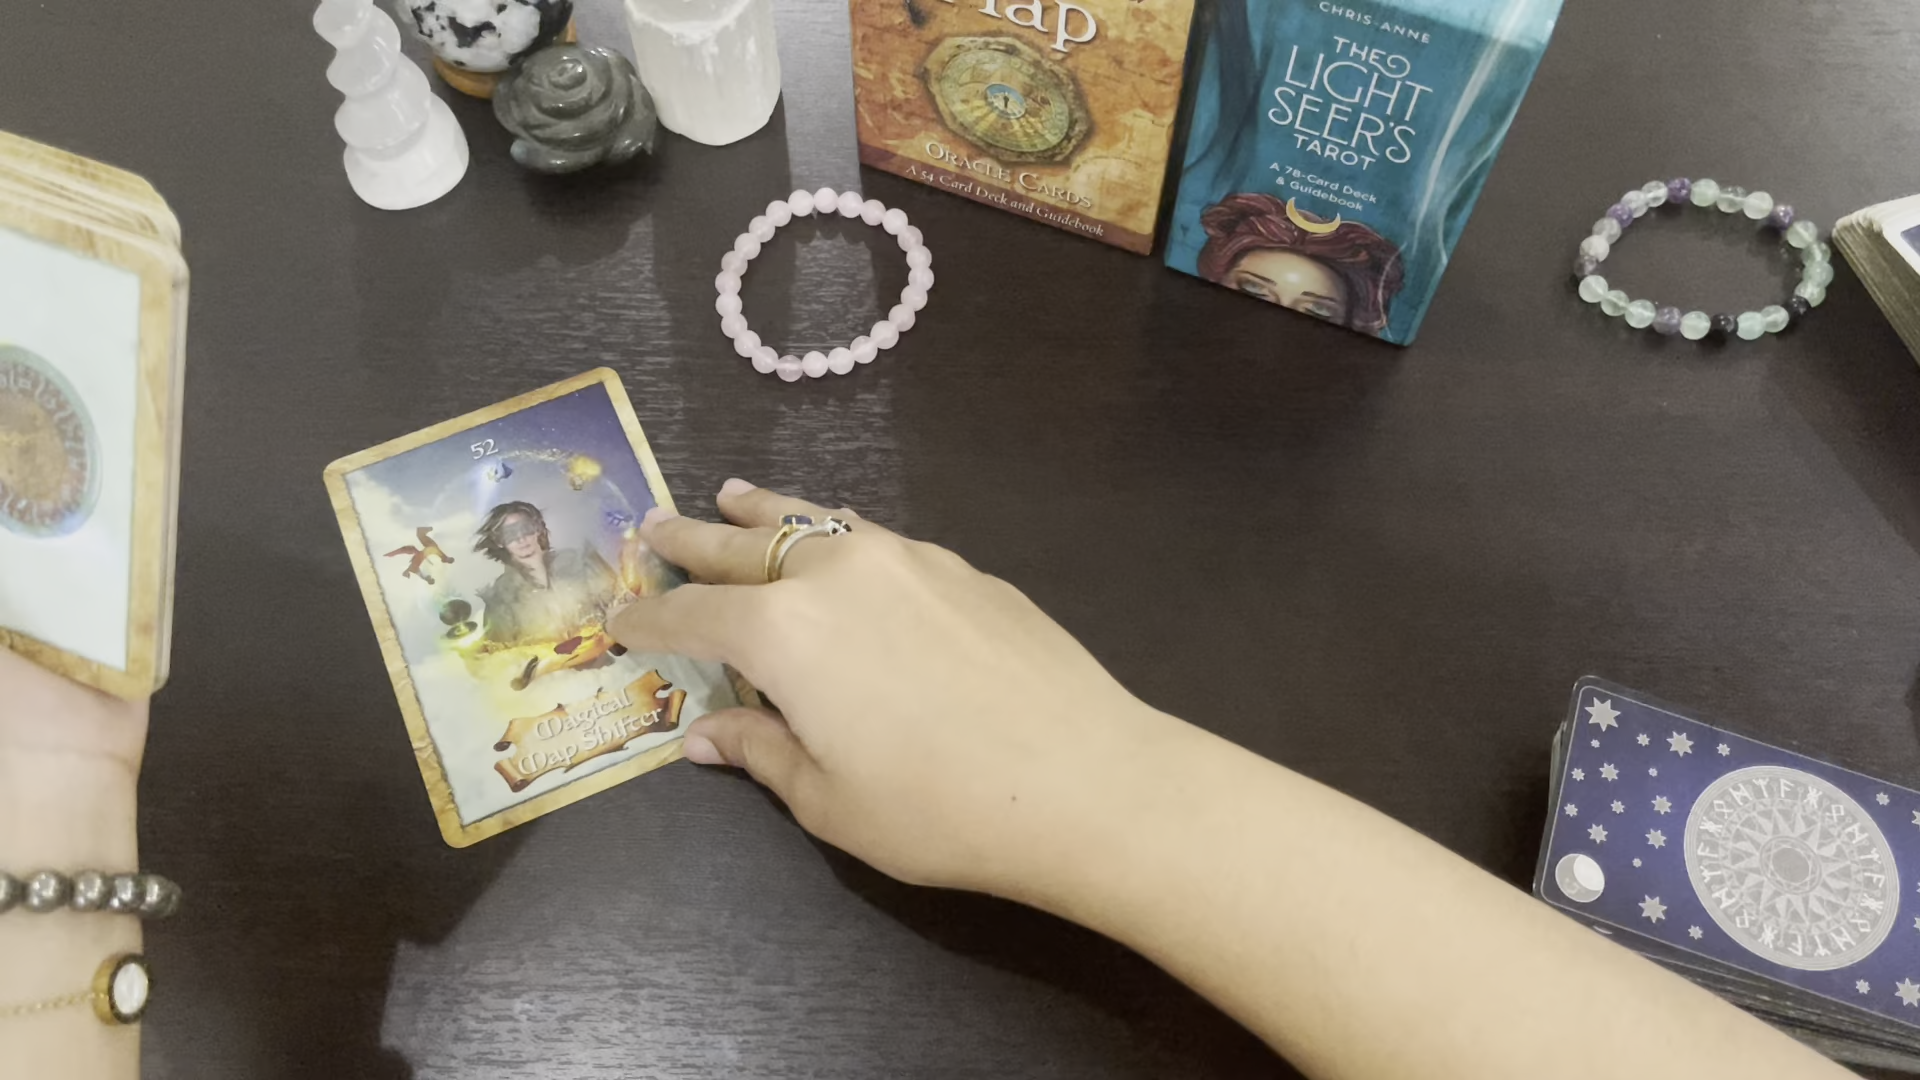 Map
ORACLE CARDS
A 54 Card Deck and Guidebook
CHRIS-ANNE
THE
LIGHT
SEER'S
TAROT
A 78-Card Deck
& Guidebook
52
Magical
Map Shifter